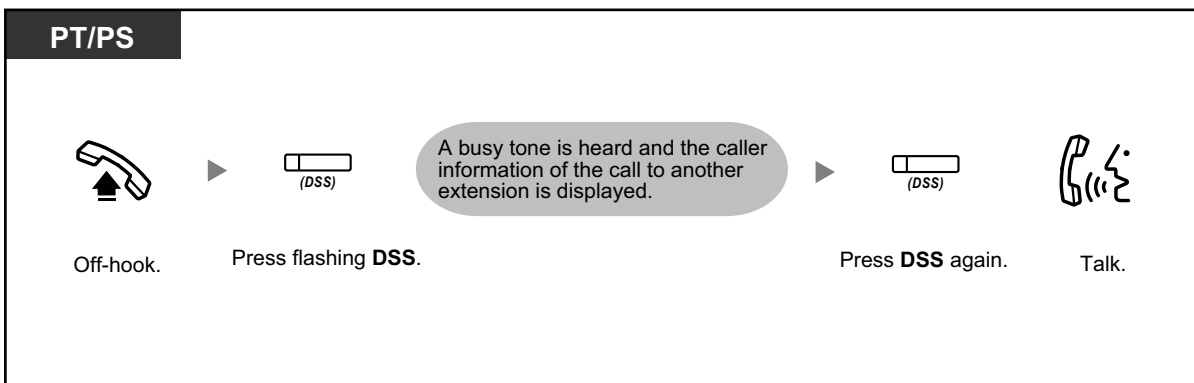 PT/PS
(DSS)
A busy tone is heard and the caller
information of the call to another
extension is displayed.
(DSS)
Off-hook.
Press flashing DSS.
Press DSS again.
Talk.